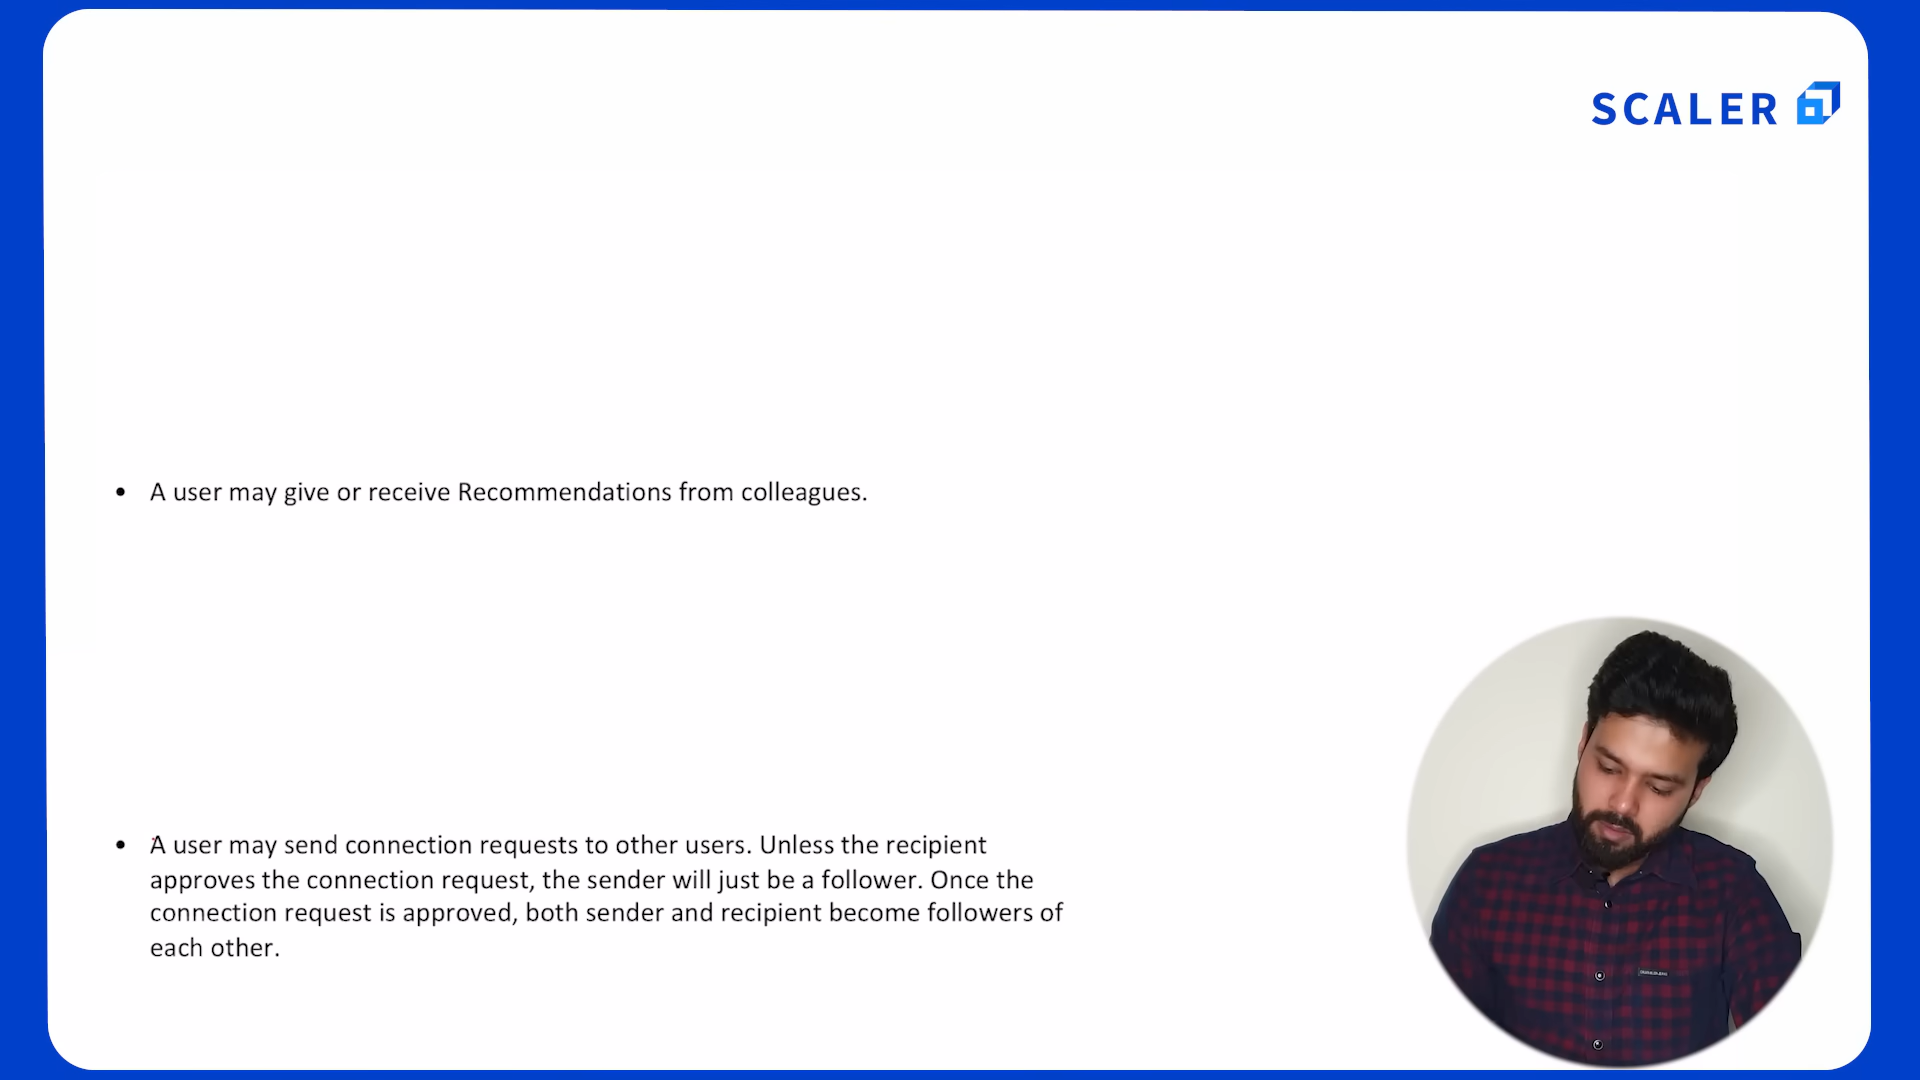 SCALER
• A user may give or receive Recommendations from colleagues.
• A user may send connection requests to other users. Unless the recipient
approves the connection request, the sender will just be a follower. Once the
connection request is approved, both sender and recipient become followers of
each other.